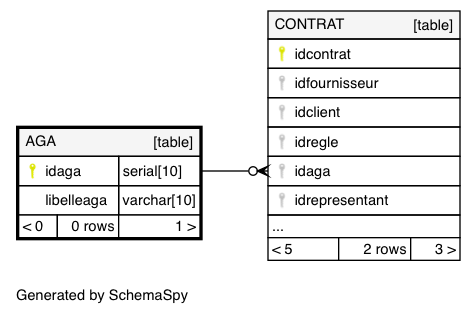 CONTRAT [table]
idcontrat
idfournisseur
idclient
idregle
idaga
idrepresentant
...
< 5 2 rows 3 >
AGA [table]
idaga serial[10]
libelleaga varchar[10]
< 0 0 rows 1 >
Generated by SchemaSpy